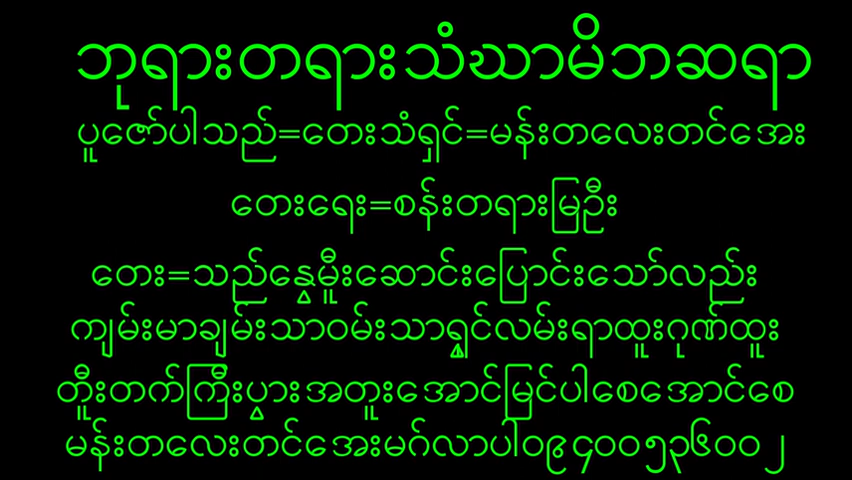 ဘုရားတရားသံဃာမိဘဆရာ
ပူဇော်ပါသည်=တေးသံရှင်=မန်းတလေးတင်အေး
တေးရေး=စန်းတရားမြဦး
တေး=သည်နွေမိူးဆောင်းပြောင်းသော်လည်း
ကျမ်းမာချမ်းသာဝမ်းသာရွှင်လမ်းရာထူးဂုဏ်ထူး
တိူးတက်ကြီးပွားအတူးအောင်မြင်ပါစေအောင်စေ
မန်းတလေးတင်အေးမဂ်လာပါ၀၉၄၀၀၅၃၆၀၀၂